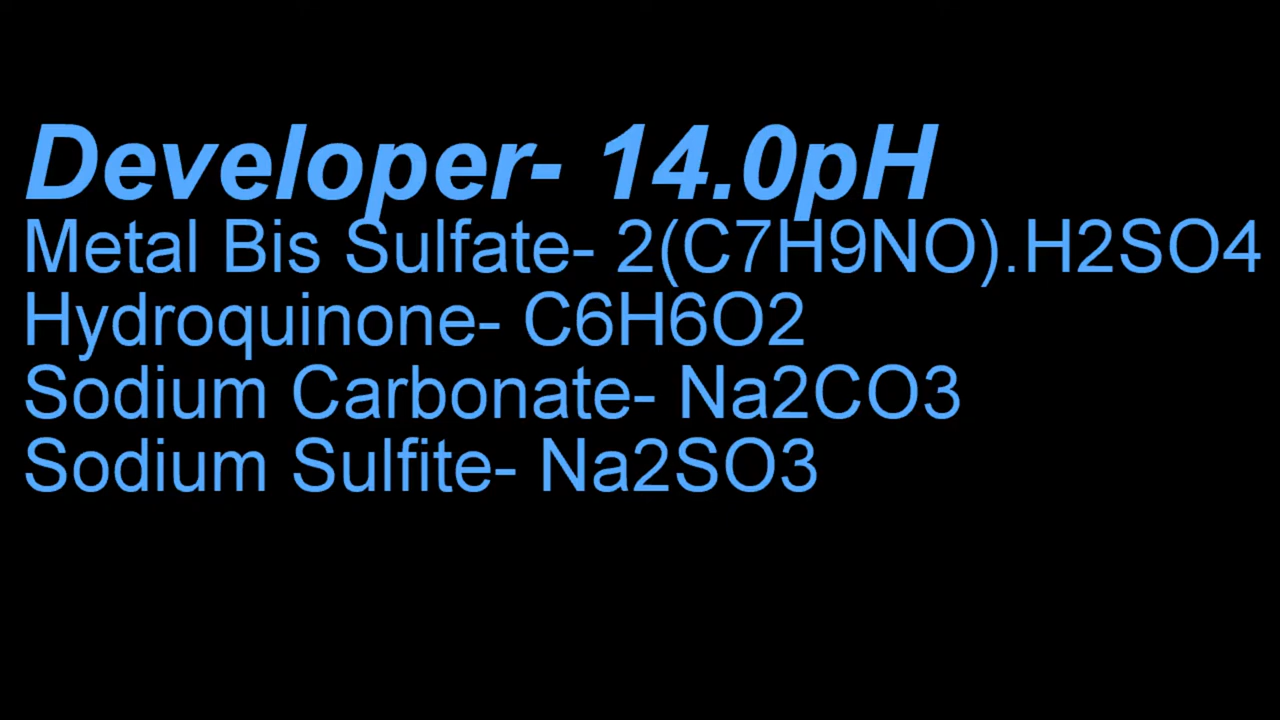 Developer- 14.0pH
Metal Bis Sulfate- 2(C7H9NO).H2SO4
Hydroquinone- C6H6O2
Sodium Carbonate- Na2CO3
Sodium Sulfite- Na2SO3